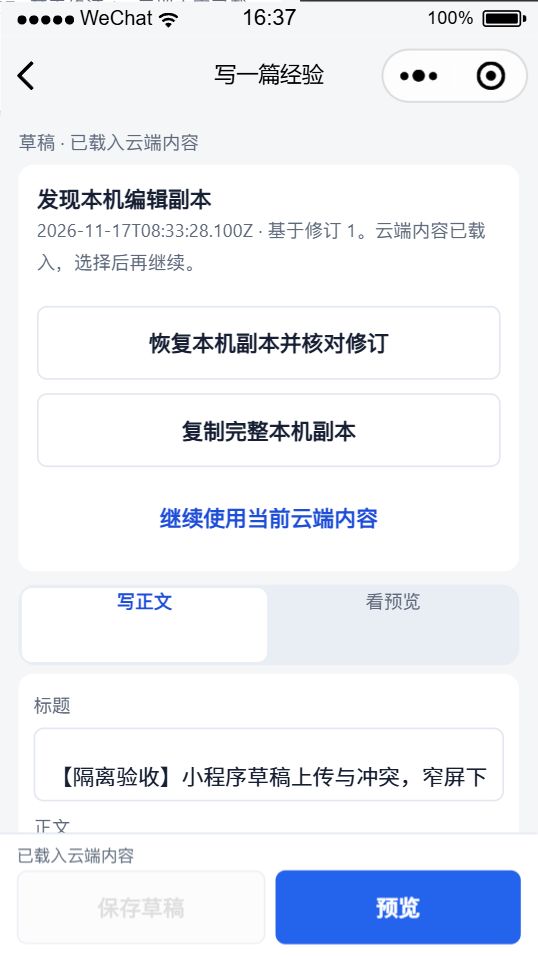 WeChat 16:37 100%
写一篇经验
草稿 · 已载入云端内容
发现本机编辑副本
2026-11-17T08:33:28.100Z · 基于修订 1。云端内容已载
入，选择后再继续。
恢复本机副本并核对修订
复制完整本机副本
继续使用当前云端内容
写正文 看预览
标题
【隔离验收】小程序草稿上传与冲突，窄屏下
正文
已载入云端内容
保存草稿 预览